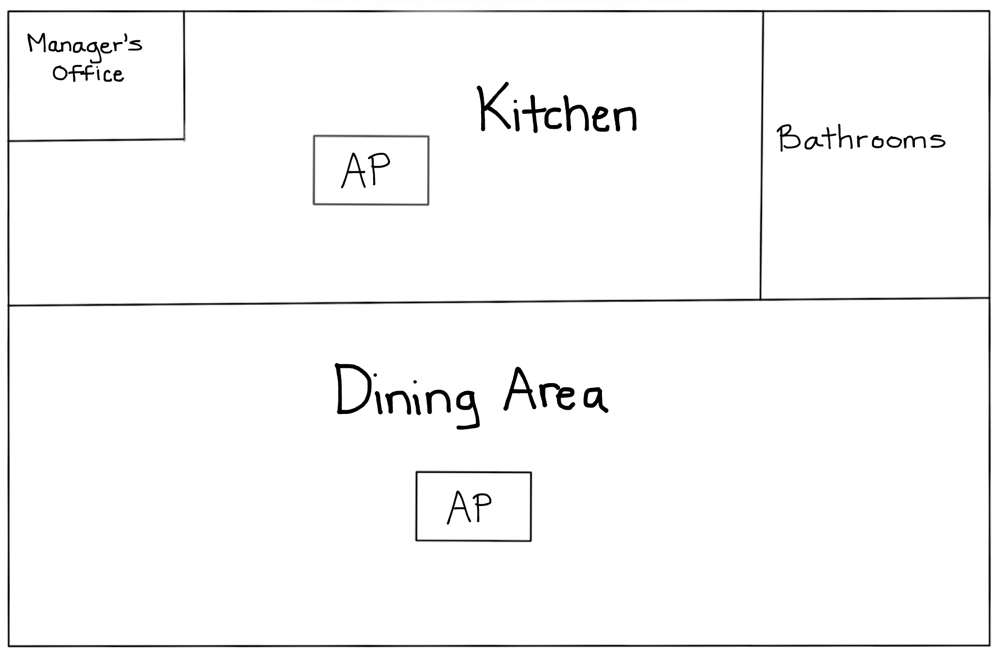 Manager's
Office
Kitchen
Bathrooms
AP
Dining Area
AP